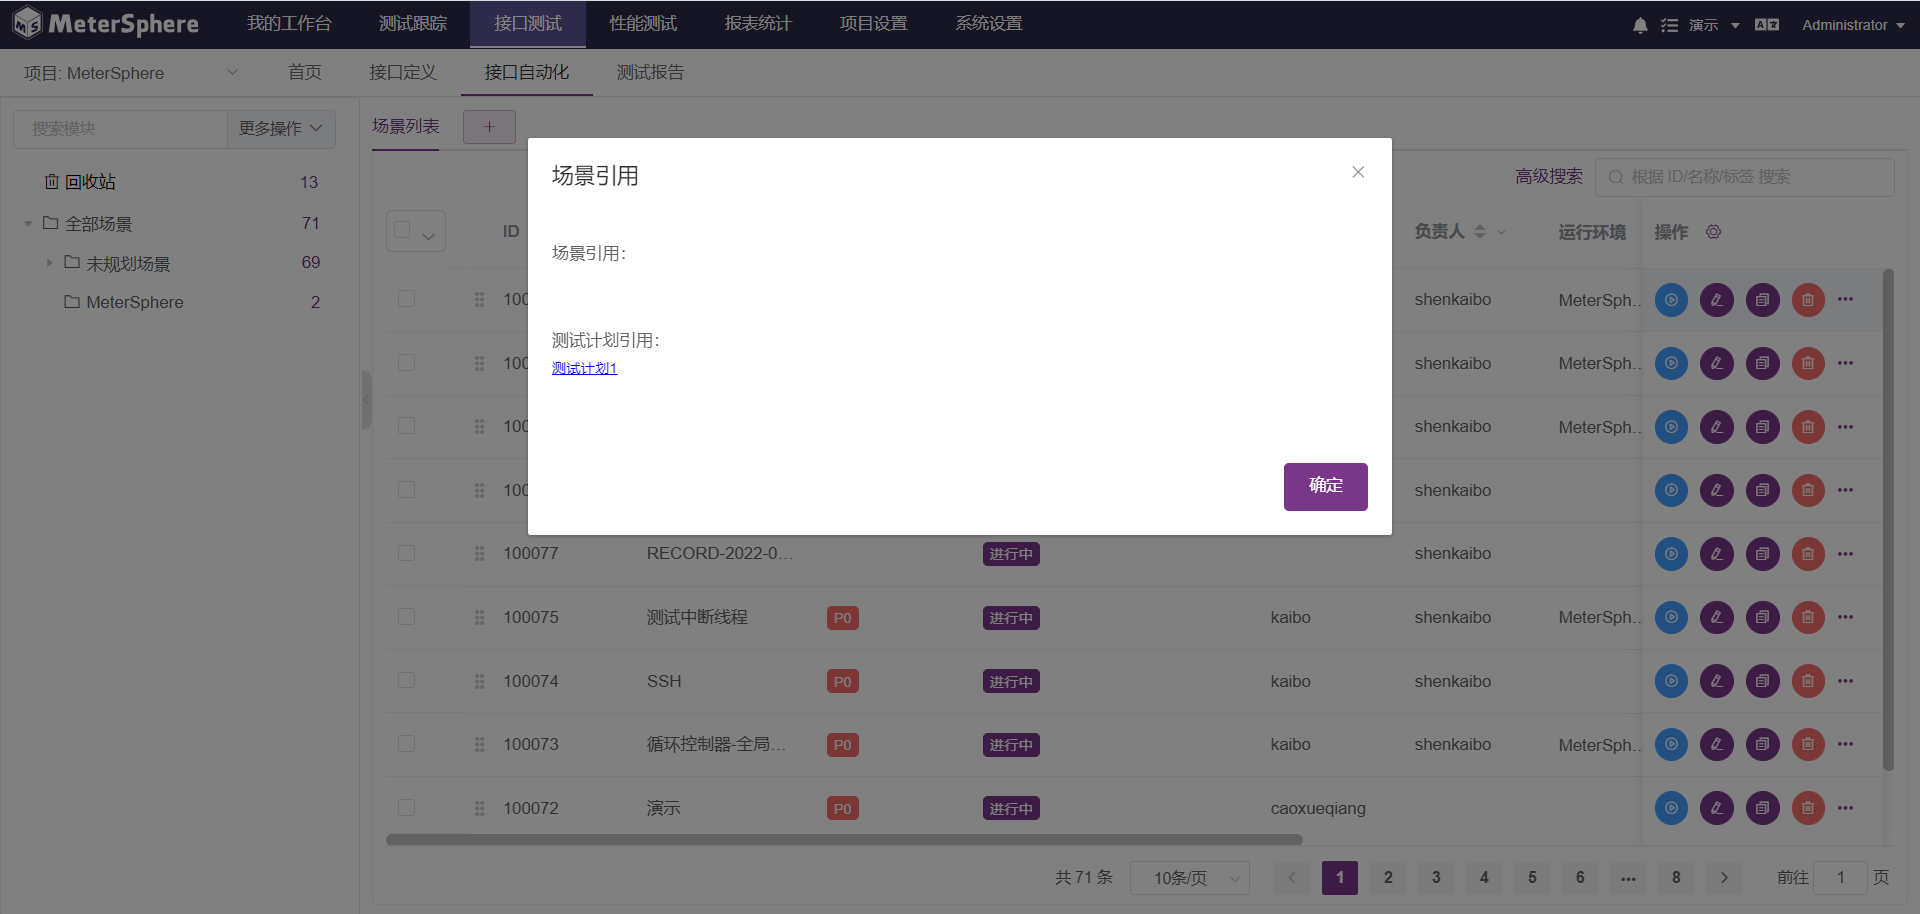 MeterSphere 我的工作台 测试跟踪 接口测试 性能测试 报表统计 项目设置 系统设置 演示 Administrator
项目: MeterSphere 首页 接口定义 接口自动化 测试报告
搜索模块 更多操作
回收站 13
全部场景 71
未规划场景 69
MeterSphere 2
场景列表 +
高级搜索 根据 ID/名称/标签 搜索
ID 负责人 运行环境 操作
场景引用
场景引用:
测试计划引用:
测试计划1
确定
100 shenkaibo MeterSph...
100 shenkaibo MeterSph...
100 shenkaibo MeterSph...
100 shenkaibo
100077 RECORD-2022-0... 进行中 shenkaibo
100075 测试中断线程 P0 进行中 kaibo shenkaibo MeterSph...
100074 SSH P0 进行中 kaibo shenkaibo
100073 循环控制器-全局... P0 进行中 kaibo shenkaibo MeterSph...
100072 演示 P0 进行中 caoxueqiang
共 71 条 10条/页 1 2 3 4 5 6 ... 8 前往 1 页